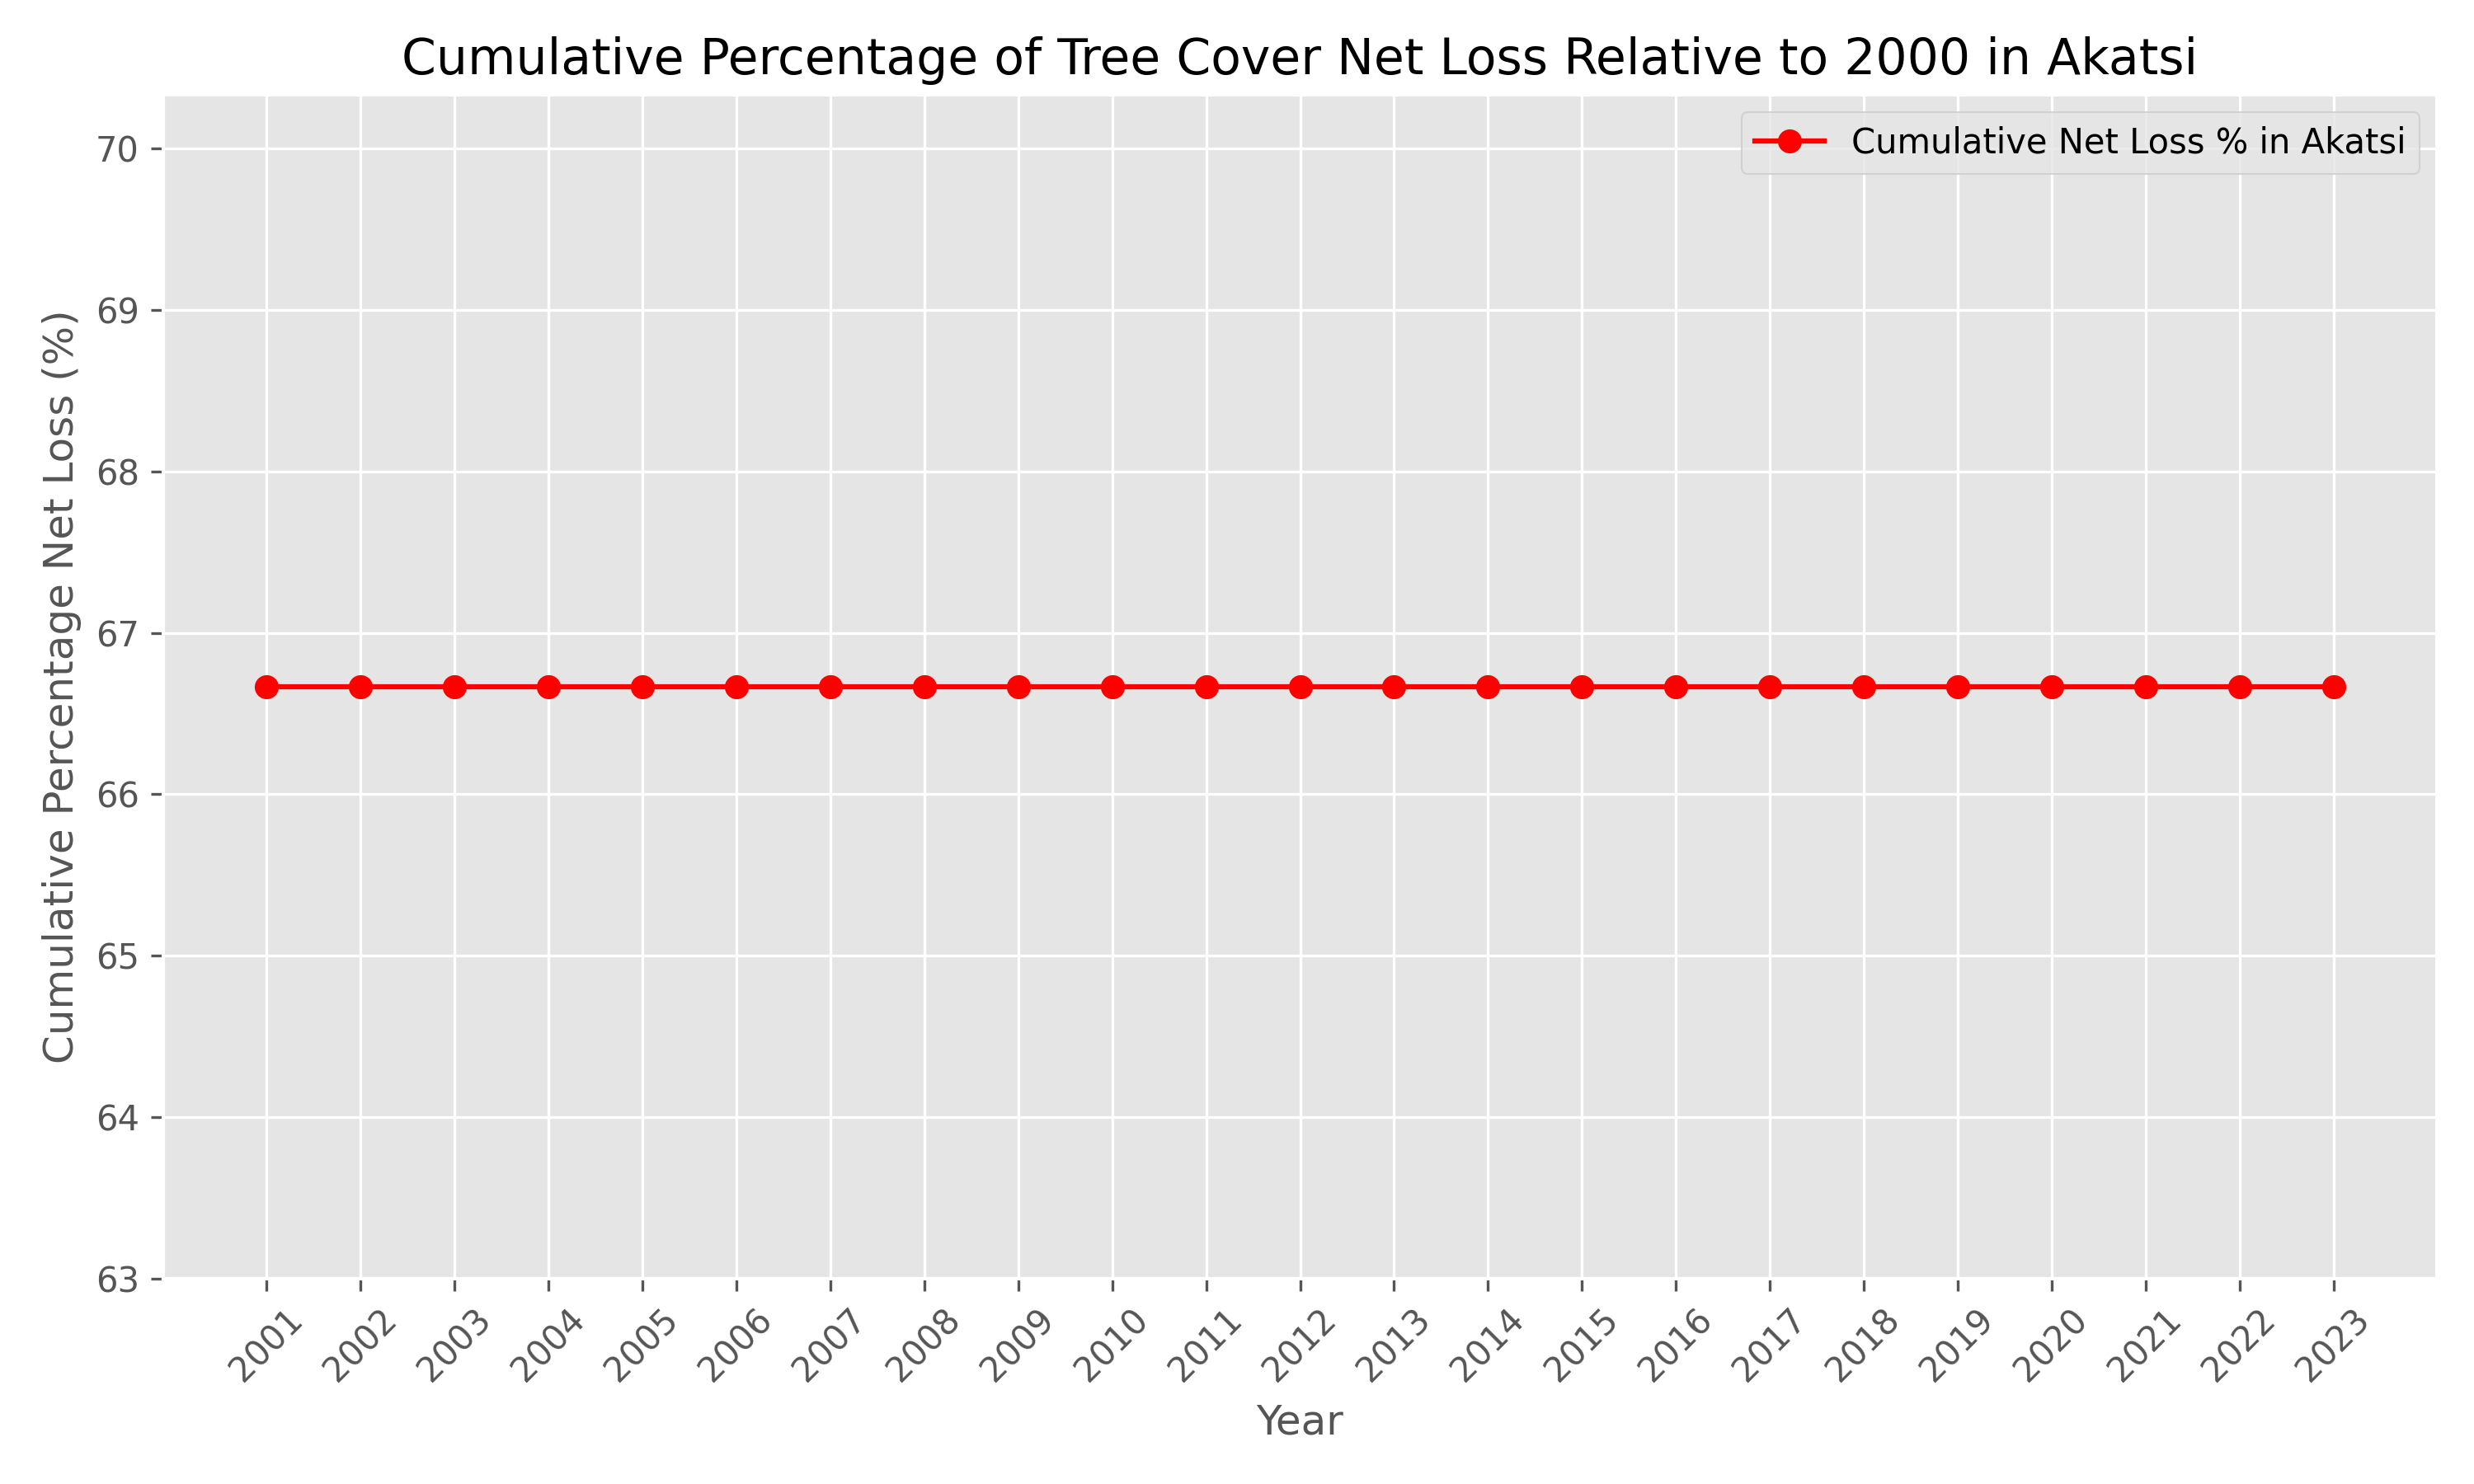 Cumulative Percentage of Tree Cover Net Loss Relative to 2000 in Akatsi
Cumulative Net Loss % in Akatsi
Cumulative Percentage Net Loss (%)
70
69
68
67
66
65
64
63
2001 2002 2003 2004 2005 2006 2007 2008 2009 2010 2011 2012 2013 2014 2015 2016 2017 2018 2019 2020 2021 2022 2023
Year